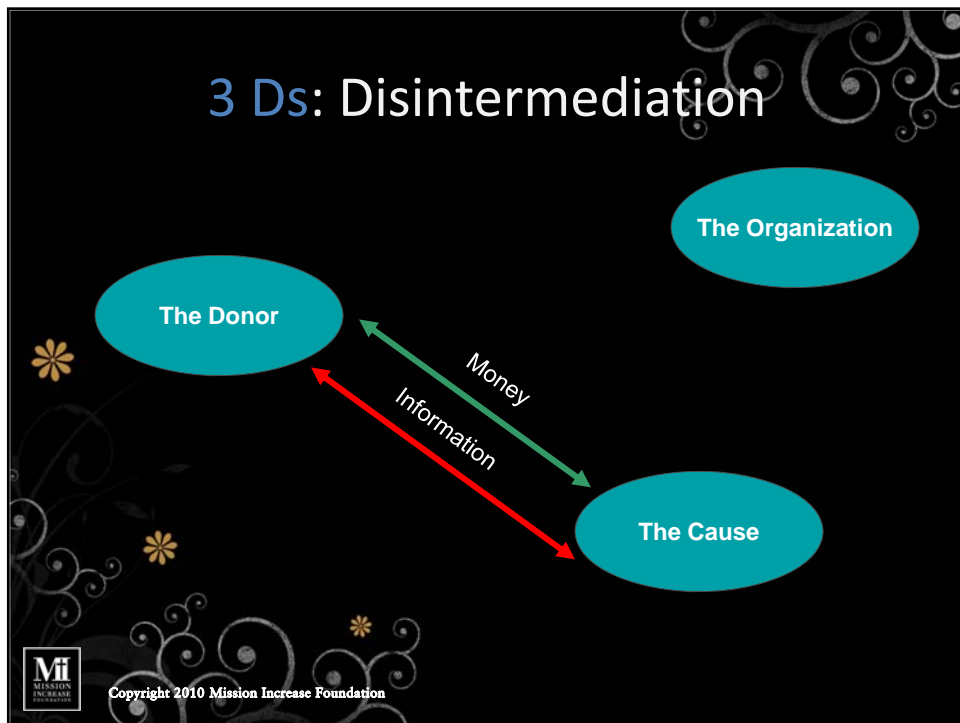 3 Ds: Disintermediation
The Organization
The Donor
Money
Information
The Cause
Mi
MISSION
INCREASE
FOUNDATION
Copyright 2010 Mission Increase Foundation